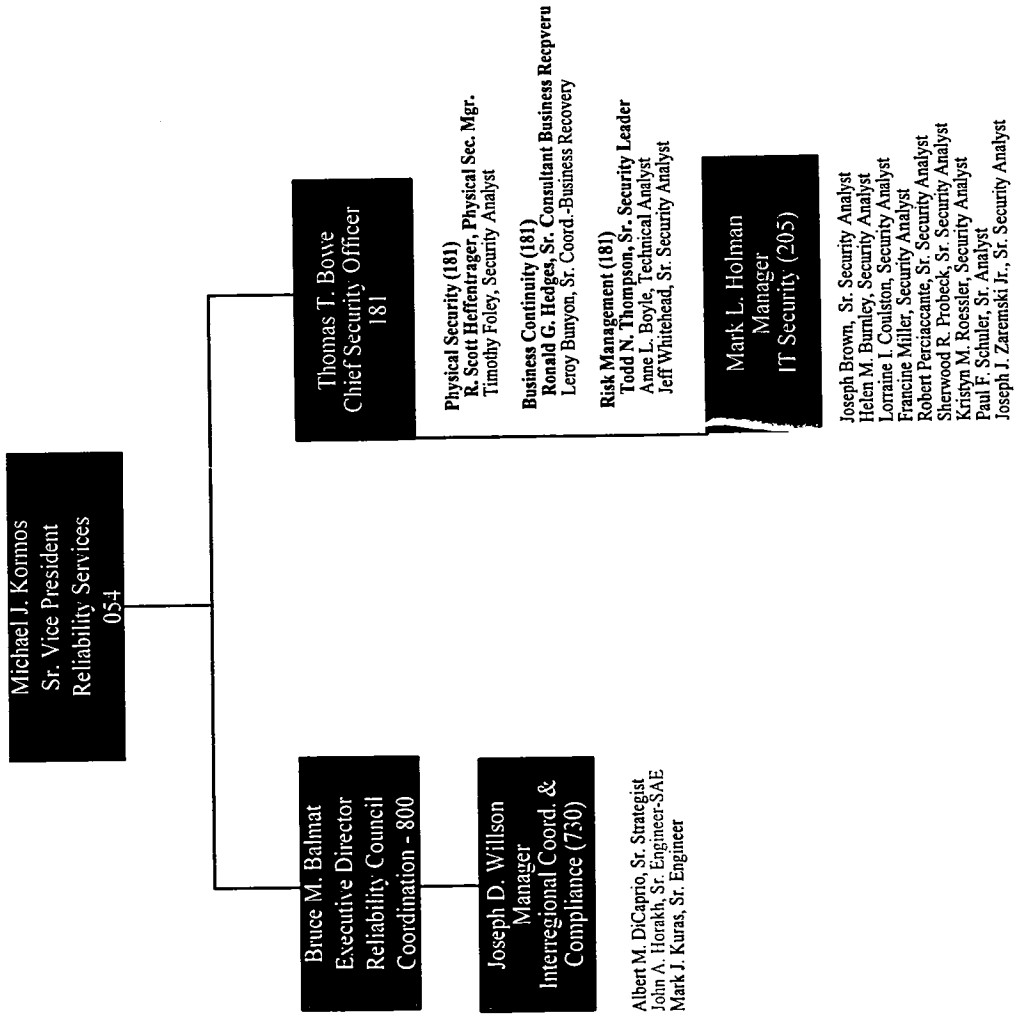 Michael J. Kormos
Sr. Vice President
Reliability Services
054
Bruce M. Balmat
Executive Director
Reliability Council
Coordination - 800
Joseph D. Willson
Manager
Interregional Coord. &
Compliance (730)
Albert M. DiCaprio, Sr. Strategist
John A. Horakh, Sr. Engineer-SAE
Mark J. Kuras, Sr. Engineer
Thomas T. Bowe
Chief Security Officer
181
Physical Security (181)
R. Scott Heffentrager, Physical Sec. Mgr.
Timothy Foley, Security Analyst
Business Continuity (181)
Ronald G. Hedges, Sr. Consultant Business Recpveru
Leroy Bunyon, Sr. Coord.-Business Recovery
Risk Management (181)
Todd N. Thompson, Sr. Security Leader
Anne L. Boyle, Technical Analyst
Jeff Whitehead, Sr. Security Analyst
Mark L. Holman
Manager
IT Security (205)
Joseph Brown, Sr. Security Analyst
Helen M. Burnley, Security Analyst
Lorraine I. Coulston, Security Analyst
Francine Miller, Security Analyst
Robert Perciaccante, Sr. Security Analyst
Sherwood R. Probeck, Sr. Security Analyst
Kristyn M. Roessler, Security Analyst
Paul F. Schuler, Sr. Analyst
Joseph J. Zaremski Jr., Sr. Security Analyst